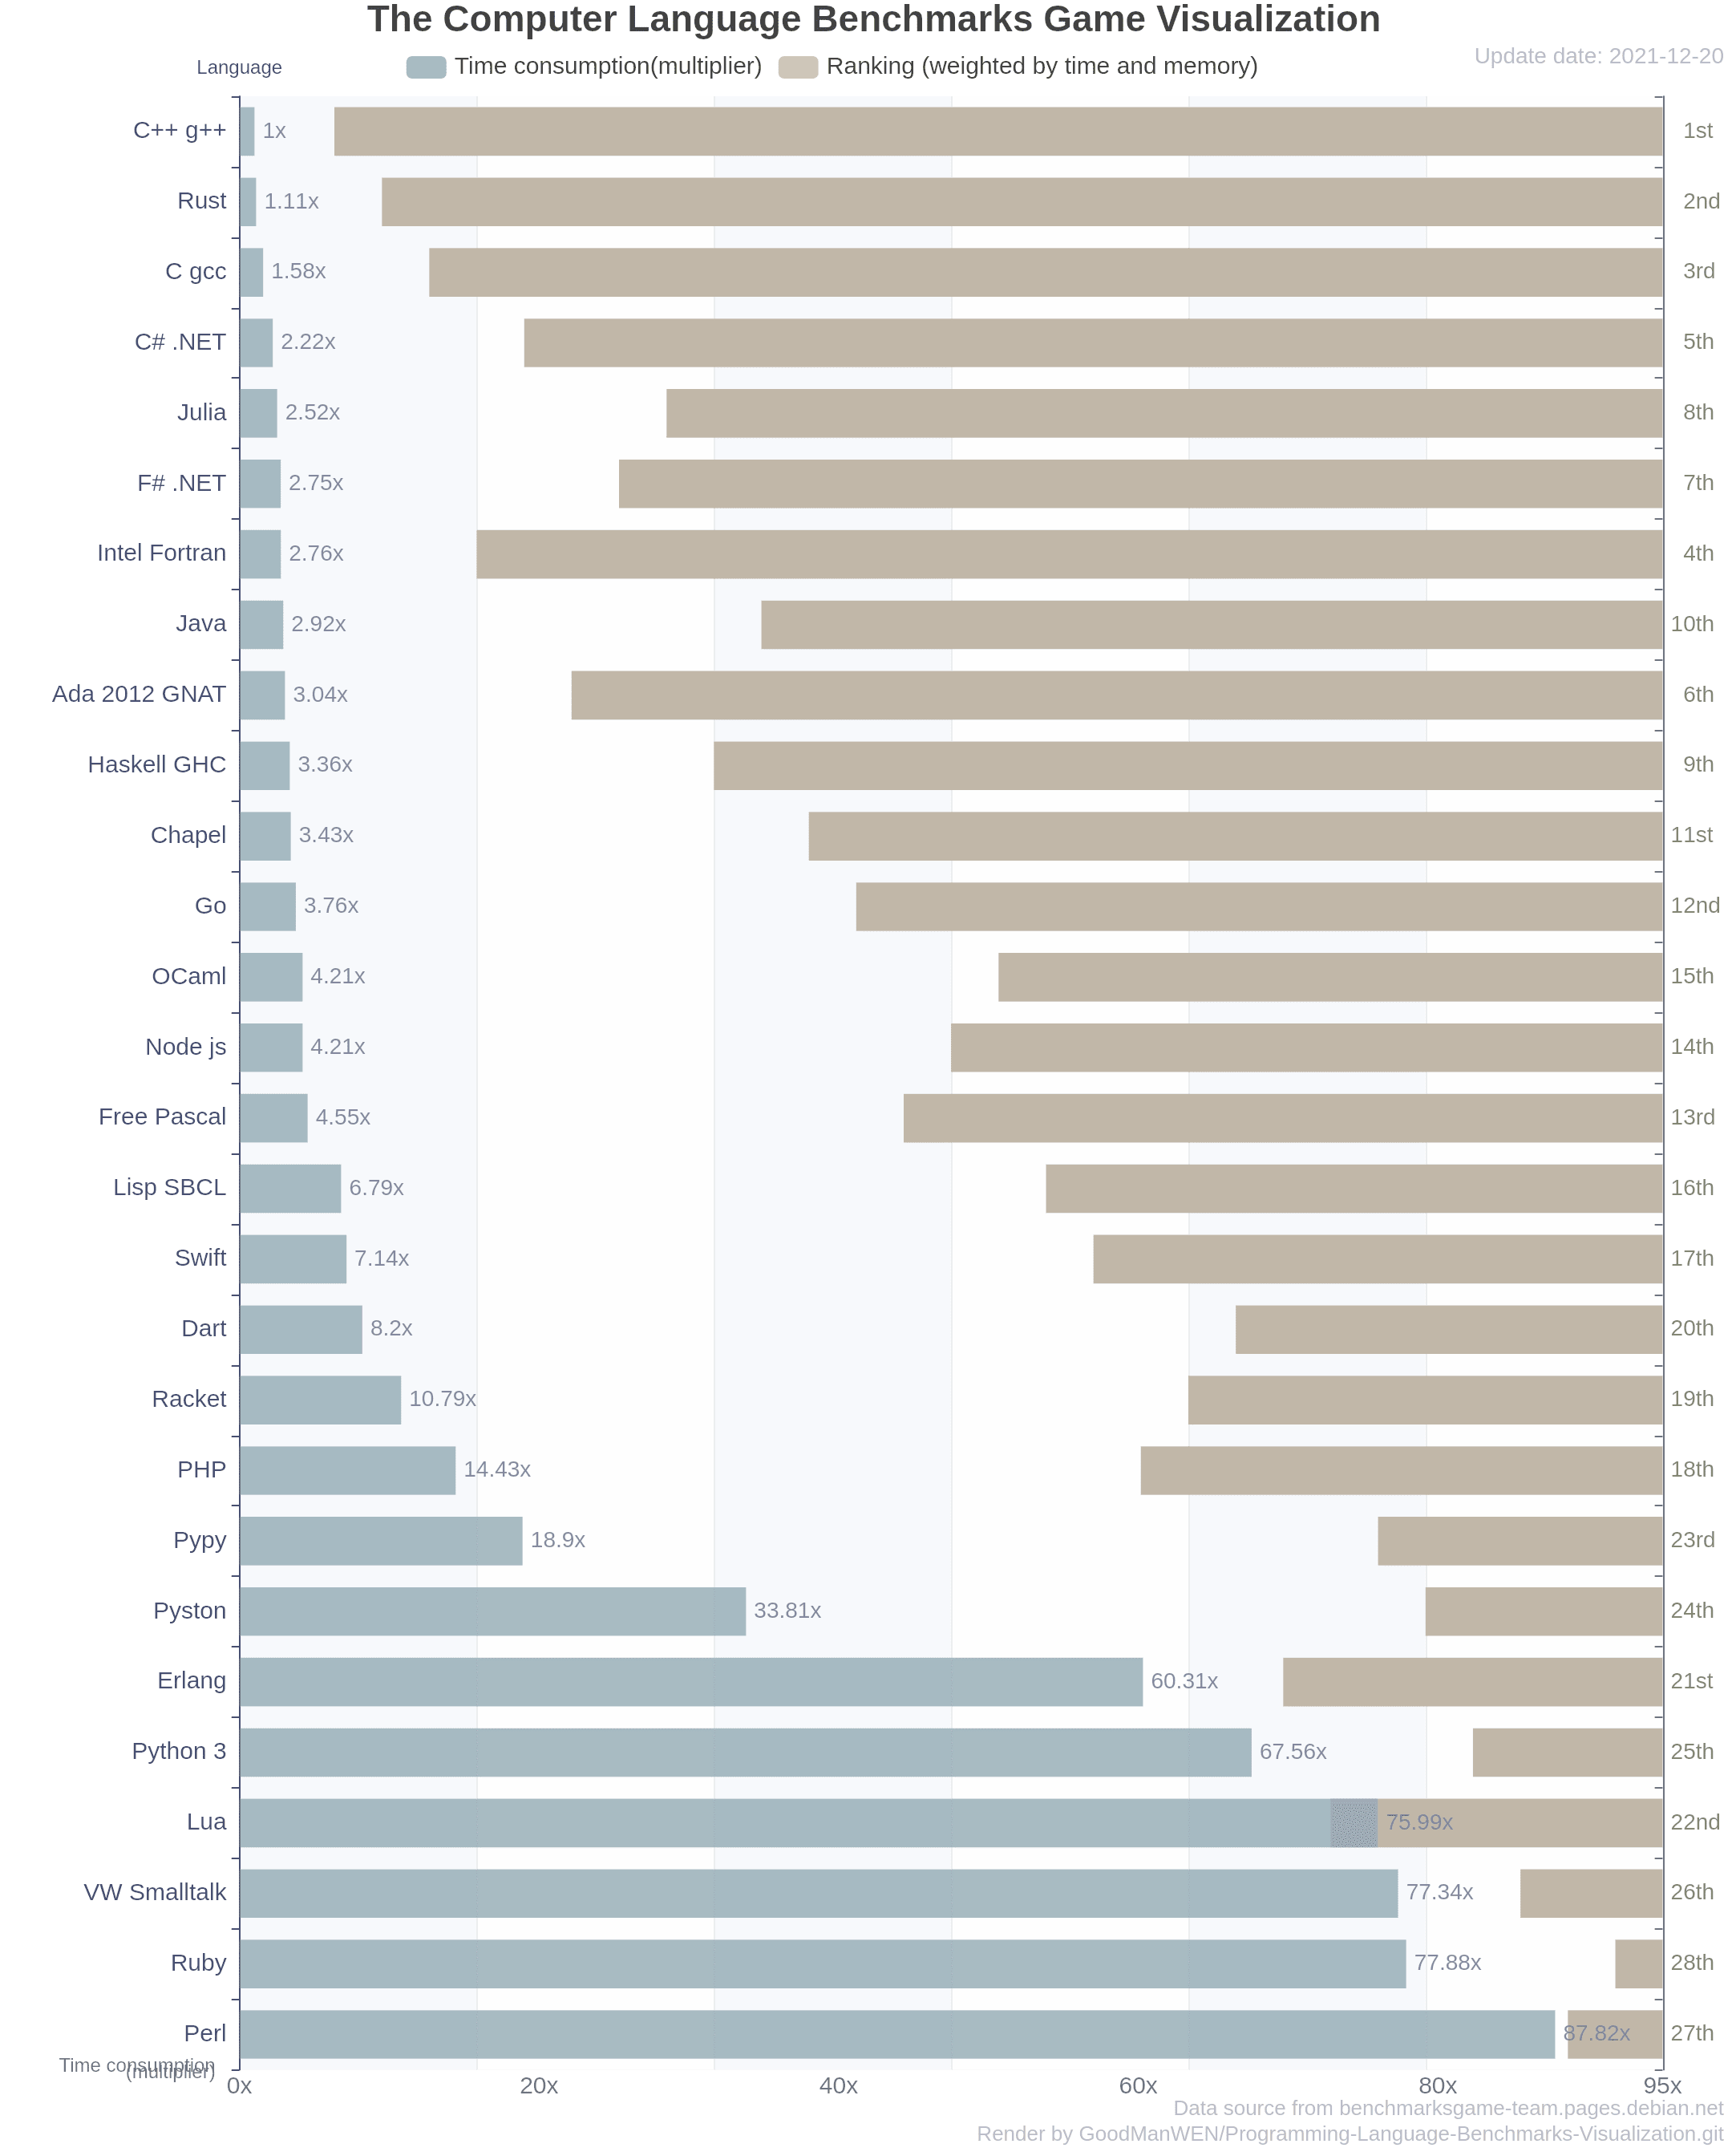 The Computer Language Benchmarks Game Visualization
Update date: 2021-12-20
Language Time consumption(multiplier) Ranking (weighted by time and memory)
C++ g++ 1x 1st
Rust 1.11x 2nd
C gcc 1.58x 3rd
C# .NET 2.22x 5th
Julia 2.52x 8th
F# .NET 2.75x 7th
Intel Fortran 2.76x 4th
Java 2.92x 10th
Ada 2012 GNAT 3.04x 6th
Haskell GHC 3.36x 9th
Chapel 3.43x 11st
Go 3.76x 12nd
OCaml 4.21x 15th
Node js 4.21x 14th
Free Pascal 4.55x 13rd
Lisp SBCL 6.79x 16th
Swift 7.14x 17th
Dart 8.2x 20th
Racket 10.79x 19th
PHP 14.43x 18th
Pypy 18.9x 23rd
Pyston 33.81x 24th
Erlang 60.31x 21st
Python 3 67.56x 25th
Lua 75.99x 22nd
VW Smalltalk 77.34x 26th
Ruby 77.88x 28th
Perl 87.82x 27th
Time consumption
(multiplier)
0x 20x 40x 60x 80x 95x
Data source from benchmarksgame-team.pages.debian.net
Render by GoodManWEN/Programming-Language-Benchmarks-Visualization.git